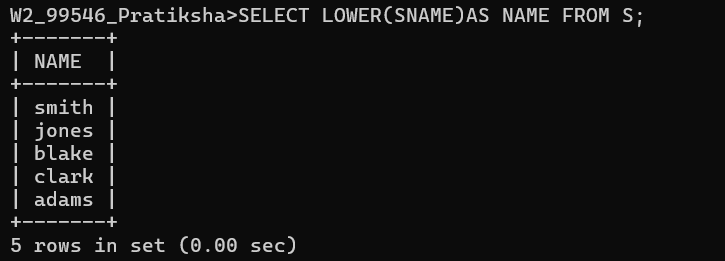 W2_99546_Pratiksha>SELECT LOWER(SNAME)AS NAME FROM S;
+-------+
| NAME  |
+-------+
| smith |
| jones |
| blake |
| clark |
| adams |
+-------+
5 rows in set (0.00 sec)